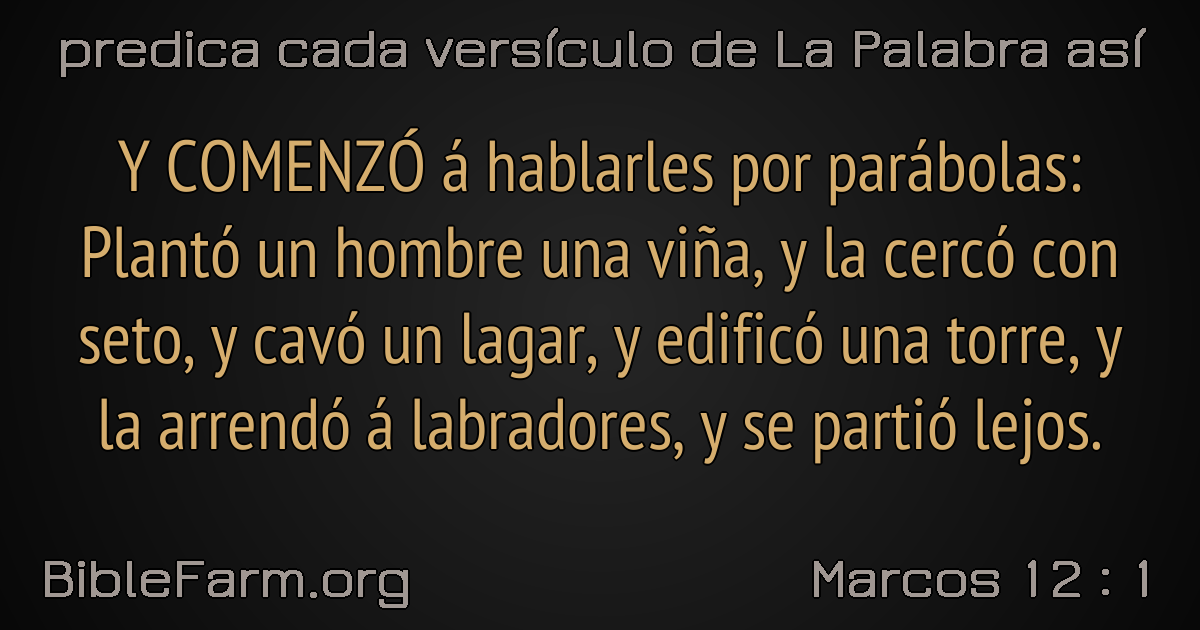 predica cada versículo de La Palabra así
Y COMENZÓ á hablarles por parábolas:
Plantó un hombre una viña, y la cercó con
seto, y cavó un lagar, y edificó una torre, y
la arrendó á labradores, y se partió lejos.
BibleFarm.org
Marcos 12 : 1